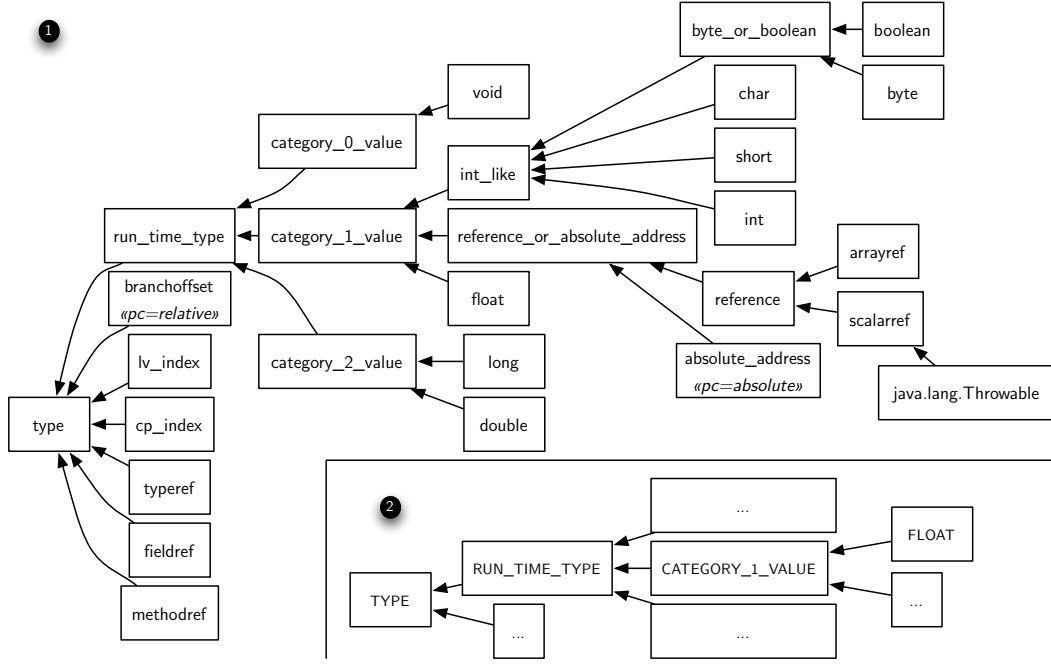 1
byte_or_boolean
boolean
void
char
byte
category_0_value
int_like
short
int
run_time_type
category_1_value
reference_or_absolute_address
arrayref
branchoffset
«pc=relative»
float
reference
scalarref
lv_index
category_2_value
long
absolute_address
«pc=absolute»
java.lang.Throwable
type
cp_index
double
typeref
2
...
fieldref
RUN_TIME_TYPE
CATEGORY_1_VALUE
FLOAT
methodref
TYPE
...
...
...